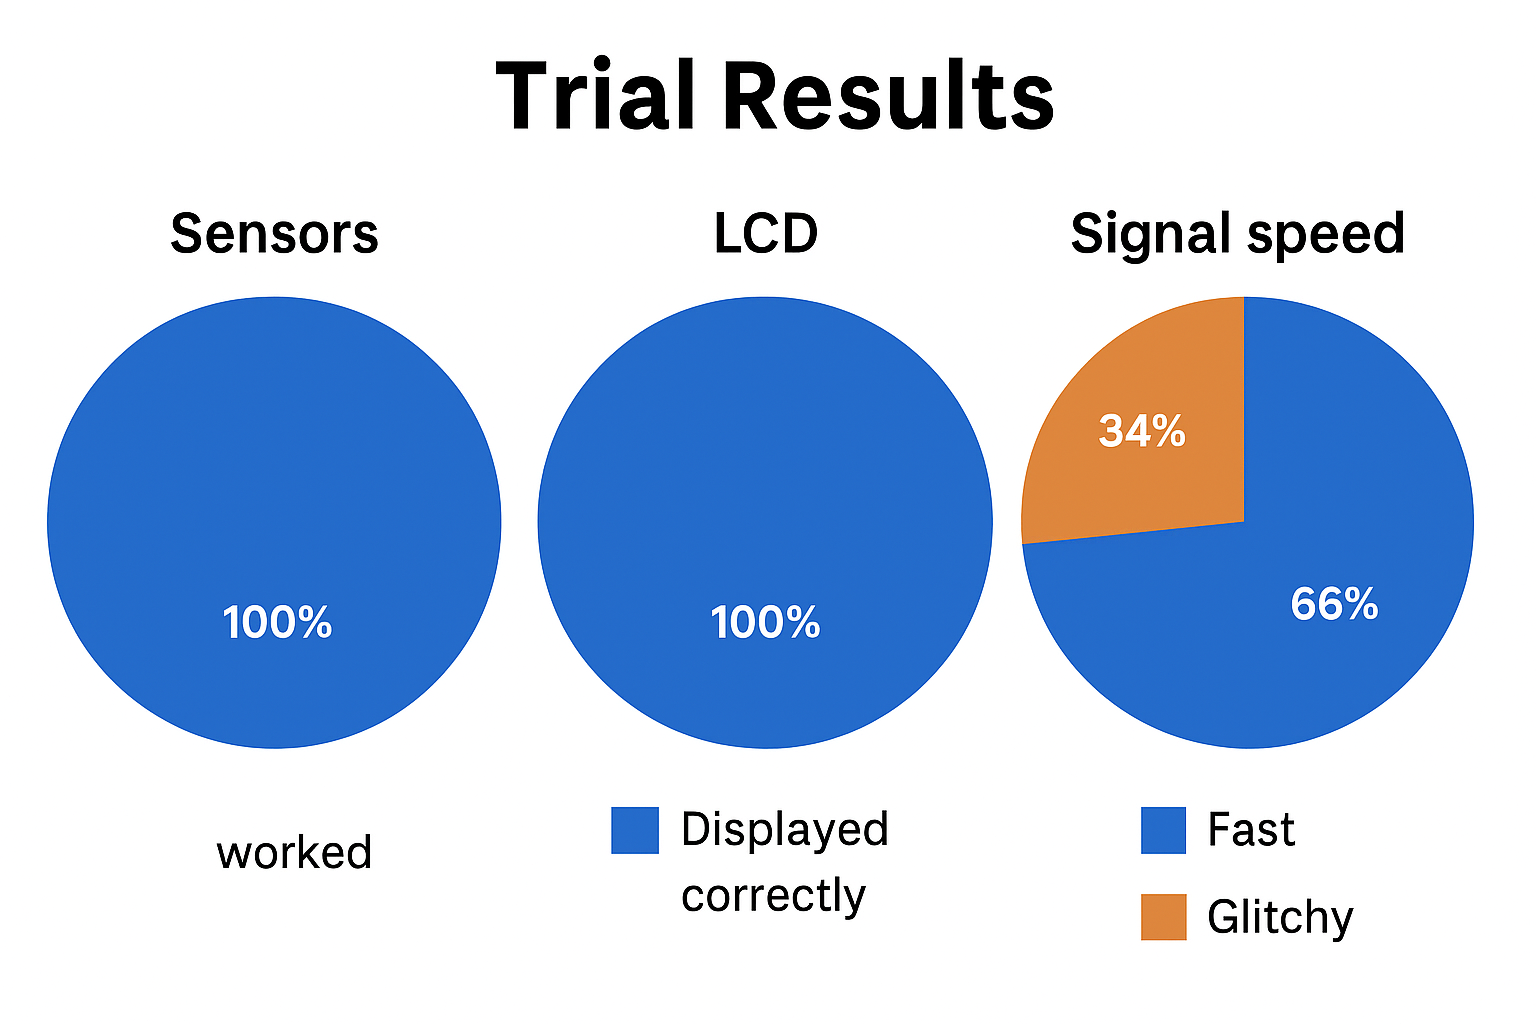 Trial Results
Sensors
LCD
Signal speed
100%
100%
34%
66%
worked
Displayed
correctly
Fast
Glitchy